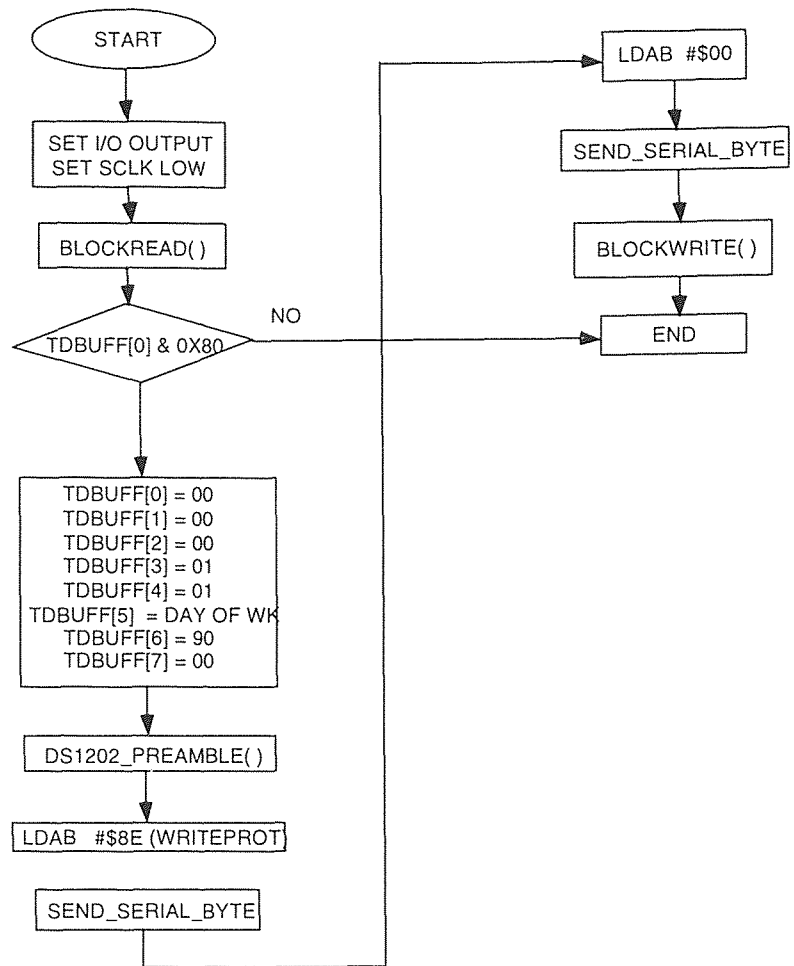 START
SET I/O OUTPUT
SET SCLK LOW
BLOCKREAD( )
TDBUFF[0] & 0X80
NO
TDBUFF[0] = 00
TDBUFF[1] = 00
TDBUFF[2] = 00
TDBUFF[3] = 01
TDBUFF[4] = 01
TDBUFF[5] = DAY OF WK
TDBUFF[6] = 90
TDBUFF[7] = 00
DS1202_PREAMBLE( )
LDAB #$8E (WRITEPROT)
SEND_SERIAL_BYTE
LDAB #$00
SEND_SERIAL_BYTE
BLOCKWRITE( )
END